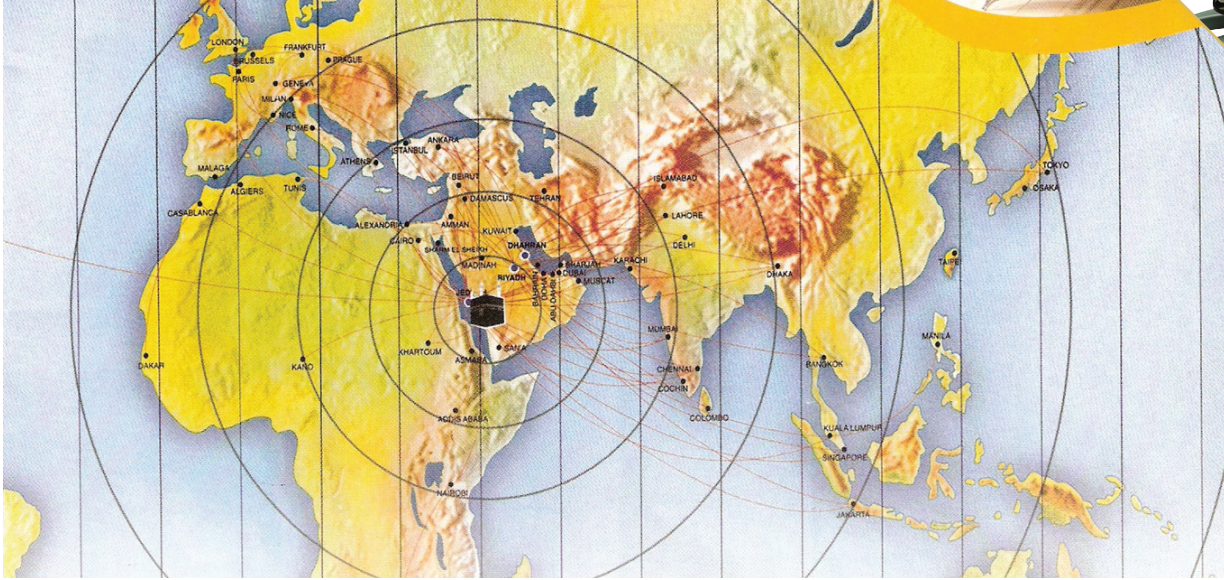 LONDON
BRUSSELS
FRANKFURT
PRAGUE
PARIS
GENEVA
MILAN
NICE
ROME
ISTANBUL
ANKARA
ATHENS
MALAGA
ALGIERS
TUNIS
CASABLANCA
BEIRUT
DAMASCUS
TEHRAN
ALEXANDRIA
AMMAN
CAIRO
KUWAIT
SHARM EL SHEIKH
DHAHRAN
MADINAH
RIYADH
BAHRAIN
DOHA
ABU DAHBI
SHARJAH
DUBAI
MUSCAT
KARACHI
ISLAMABAD
LAHORE
DELHI
DHAKA
TOKYO
OSAKA
TAIPEI
MANILA
MUMBAI
CHENNAI
COCHIN
COLOMBO
BANGKOK
KUALA LUMPUR
SINGAPORE
JAKARTA
DAKAR
KANO
KHARTOUM
ASMARA
SAN'A
ADDIS ABABA
NAIROBI